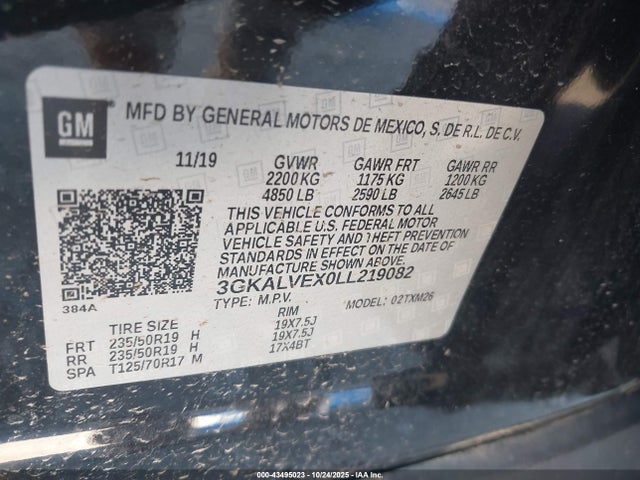 GM
MFD BY GENERAL MOTORS DE MEXICO, S. DE R.L. DE C.V.
11/19 GVWR GAWR FRT GAWR RR
2200 KG 1175 KG 1200 KG
4850 LB 2590 LB 2645 LB
THIS VEHICLE CONFORMS TO ALL
APPLICABLE U.S. FEDERAL MOTOR
VEHICLE SAFETY AND THEFT PREVENTION
STANDARDS IN EFFECT ON THE DATE OF
MANUFACTURE SHOWN ABOVE.
3GKALVEX0LL219082
384A
TYPE: M.P.V. MODEL: 02TXM26
TIRE SIZE RIM
FRT 235/50R19 H 19X7.5J
RR 235/50R19 H 19X7.5J
SPA T125/70R17 M 17X4BT
000-43495023 | 10/24/2025 | IAA Inc.